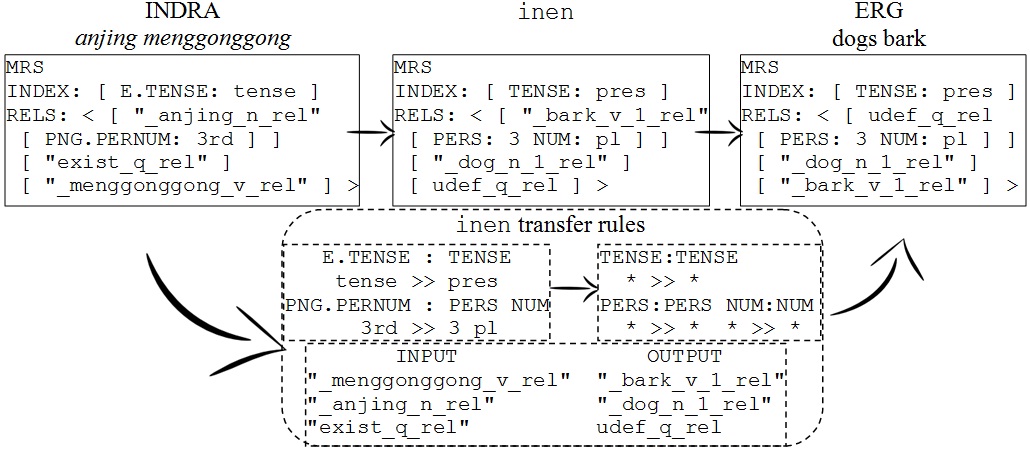 INDRA
anjing menggonggong
MRS
INDEX: [ E.TENSE: tense ]
RELS: < [ "_anjing_n_rel"
[ PNG.PERNUM: 3rd ] ]
[ "exist_q_rel" ]
[ "_menggonggong_v_rel" ] >
inen
MRS
INDEX: [ TENSE: pres ]
RELS: < [ "_bark_v_1_rel"
[ PERS: 3 NUM: pl ] ]
[ "_dog_n_1_rel" ]
[ udef_q_rel ] >
ERG
dogs bark
MRS
INDEX: [ TENSE: pres ]
RELS: < [ udef_q_rel
[ PERS: 3 NUM: pl ] ]
[ "_dog_n_1_rel" ]
[ "_bark_v_1_rel" ] >
inen transfer rules
E.TENSE : TENSE
tense >> pres
PNG.PERNUM : PERS NUM
3rd >> 3 pl
TENSE:TENSE
* >> *
PERS:PERS NUM:NUM
* >> * * >> *
INPUT OUTPUT
"_menggonggong_v_rel" "_bark_v_1_rel"
"_anjing_n_rel" "_dog_n_1_rel"
"exist_q_rel" udef_q_rel